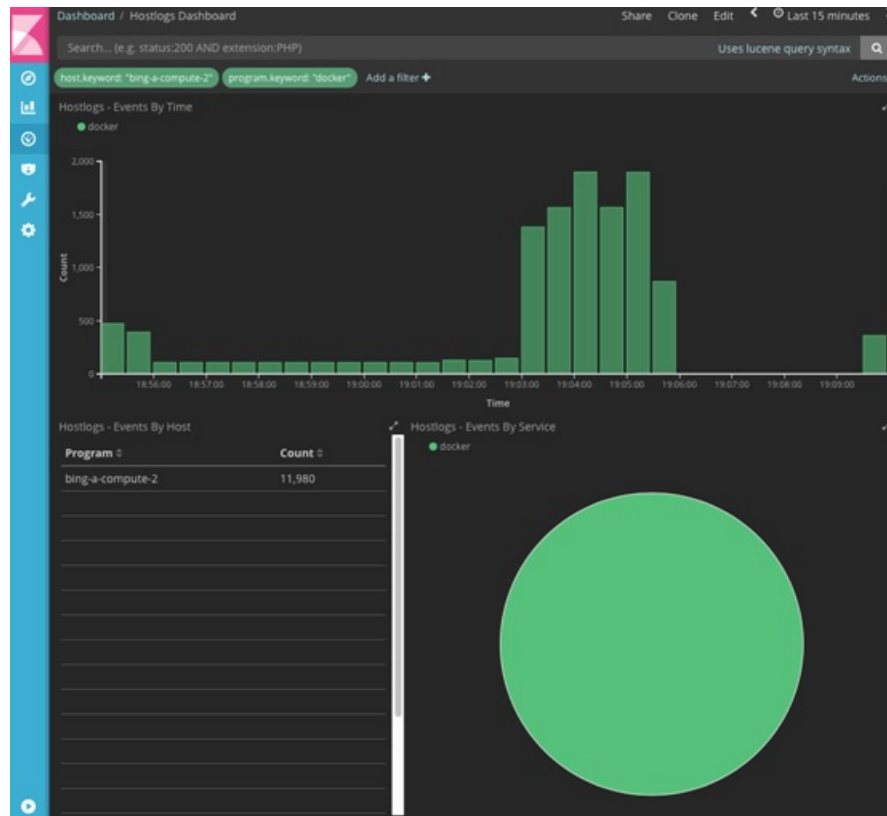 Dashboard / Hostlogs Dashboard Share Clone Edit Last 15 minutes
Search... (e.g. status:200 AND extension:PHP) Uses lucene query syntax
host.keyword: "bing-a-compute-2" program.keyword: "docker" Add a filter + Actions
Hostlogs - Events By Time
docker
2,000
1,500
1,000
500
0
Count
18:56:00 18:57:00 18:58:00 18:59:00 19:00:00 19:01:00 19:02:00 19:03:00 19:04:00 19:05:00 19:06:00 19:07:00 19:08:00 19:09:00
Time
Hostlogs - Events By Host
Program Count
bing-a-compute-2 11,980
Hostlogs - Events By Service
docker